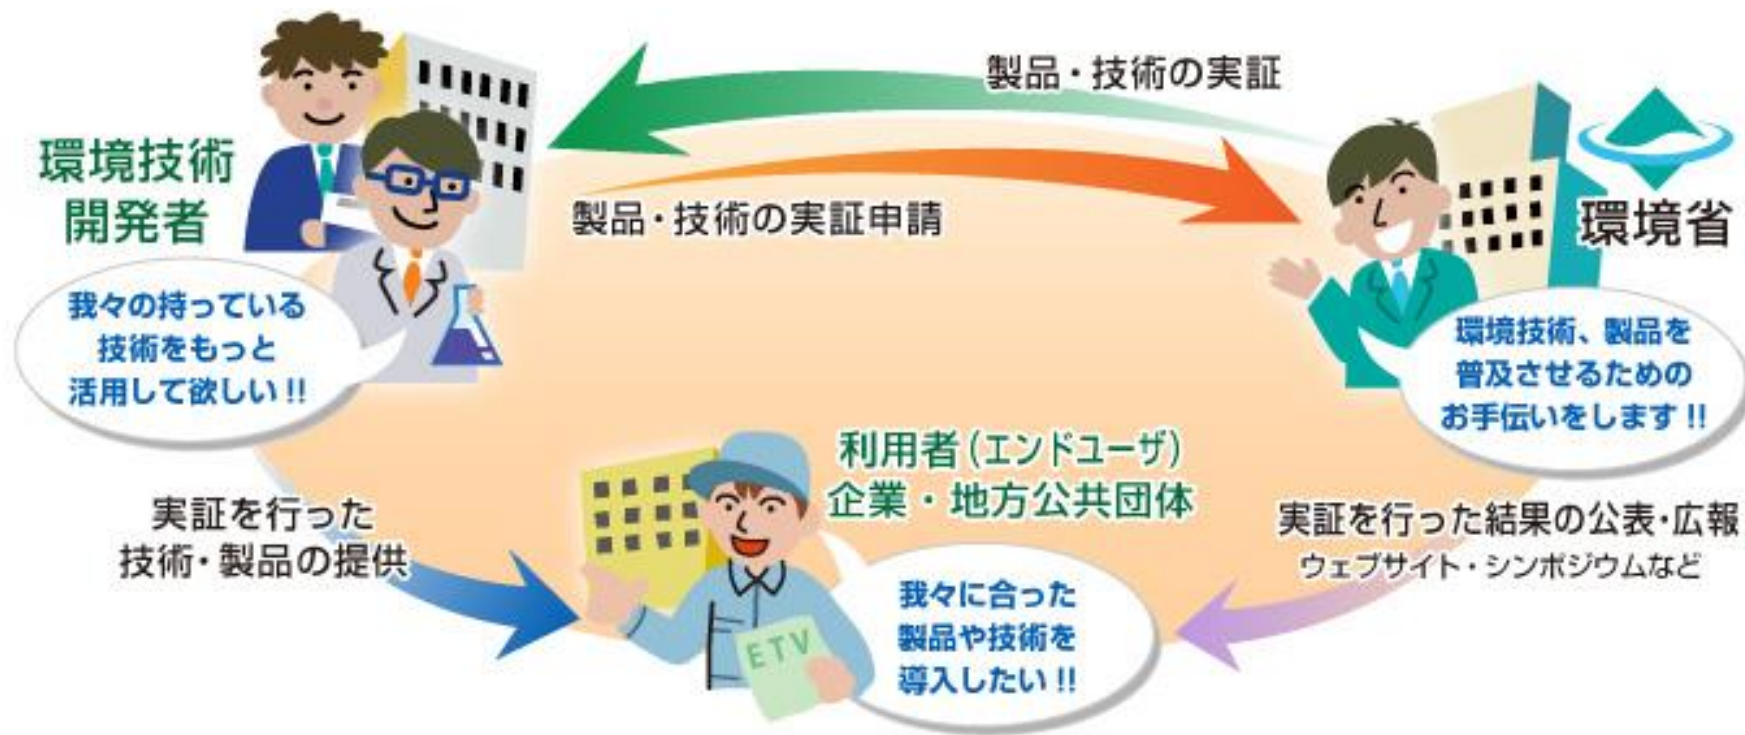 製品・技術の実証
環境技術
開発者
製品・技術の実証申請
環境省
我々の持っている
技術をもっと
活用して欲しい!!
環境技術、製品を
普及させるための
お手伝いをします!!
利用者(エンドユーザ)
企業・地方公共団体
実証を行った
技術・製品の提供
実証を行った結果の公表・広報
ウェブサイト・シンポジウムなど
我々に合った
製品や技術を
導入したい!!
ETV